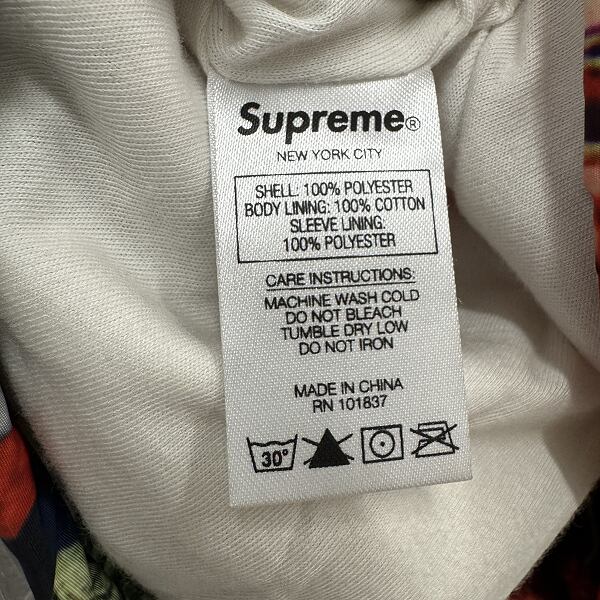 Supreme®
NEW YORK CITY
SHELL: 100% POLYESTER
BODY LINING: 100% COTTON
SLEEVE LINING:
100% POLYESTER
CARE INSTRUCTIONS:
MACHINE WASH COLD
DO NOT BLEACH
TUMBLE DRY LOW
DO NOT IRON
MADE IN CHINA
RN 101837
30°